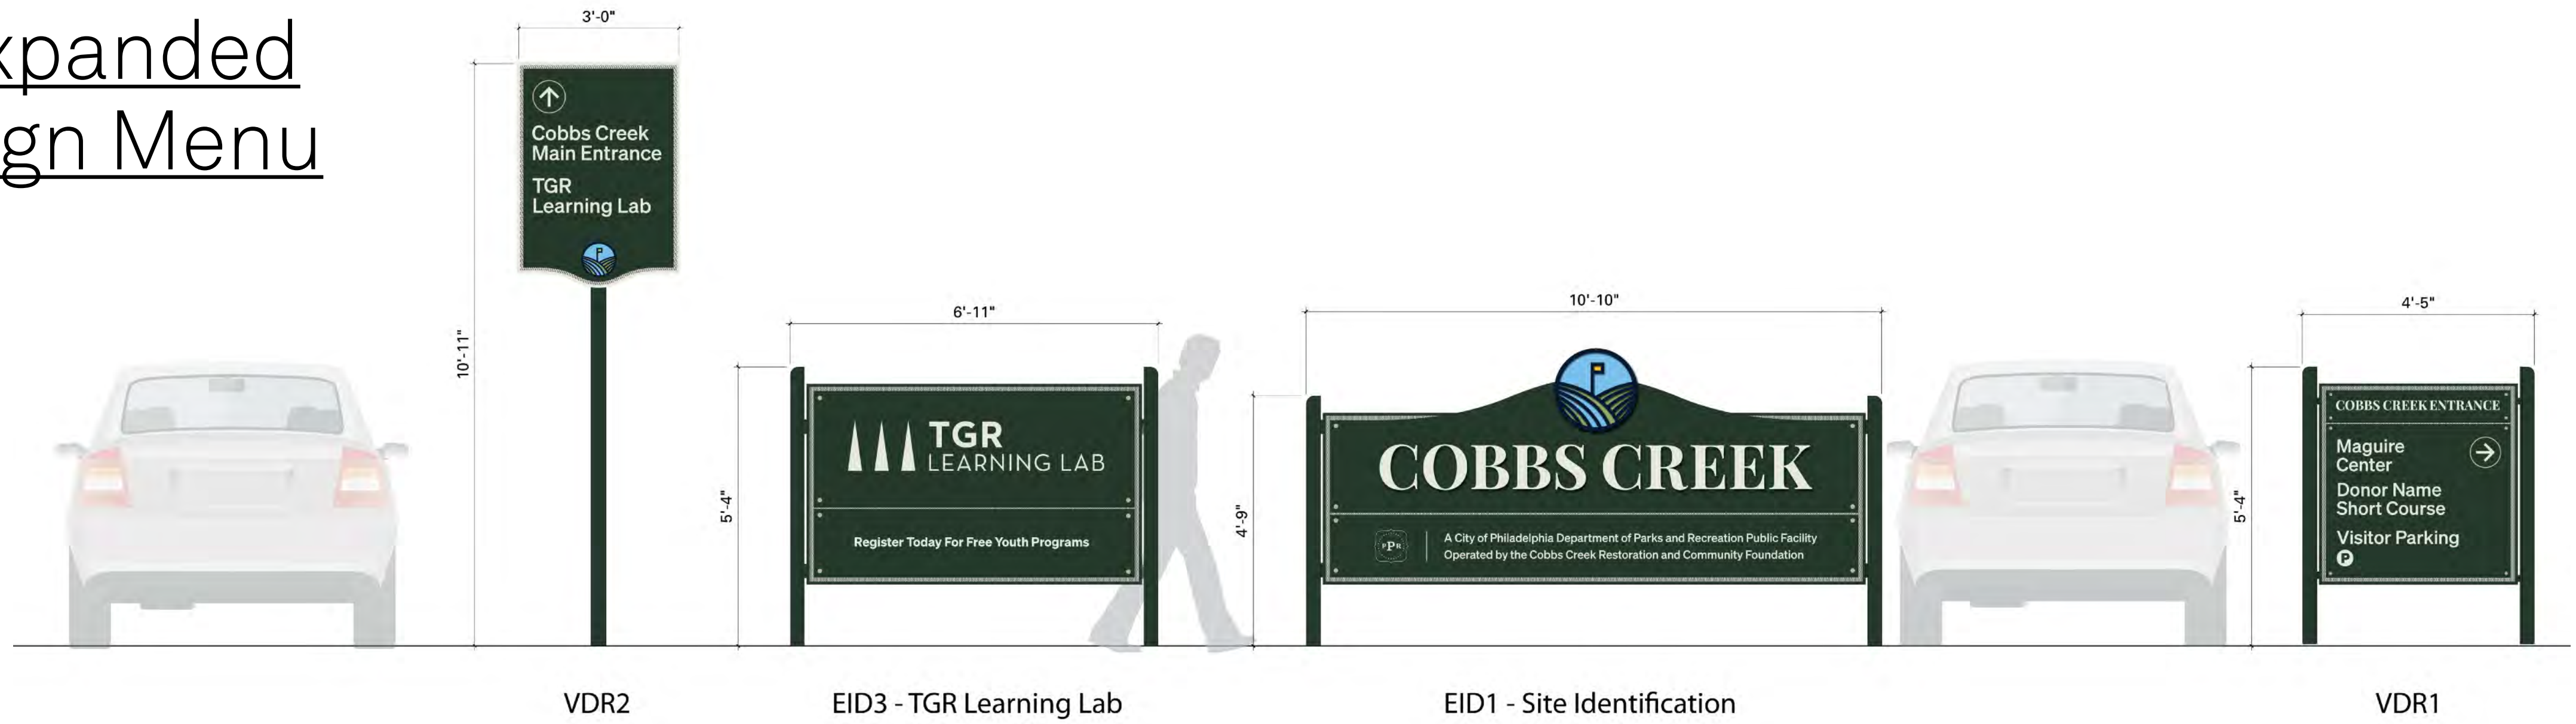 xpanded
gn Menu
3'-0"
10'-11"
Cobbs Creek
Main Entrance
TGR
Learning Lab
VDR2
6'-11"
5'-4"
TGR
LEARNING LAB
Register Today For Free Youth Programs
EID3 - TGR Learning Lab
10'-10"
4'-9"
COBBS CREEK
PPR
A City of Philadelphia Department of Parks and Recreation Public Facility
Operated by the Cobbs Creek Restoration and Community Foundation
EID1 - Site Identification
4'-5"
5'-4"
COBBS CREEK ENTRANCE
Maguire
Center
Donor Name
Short Course
Visitor Parking
P
VDR1